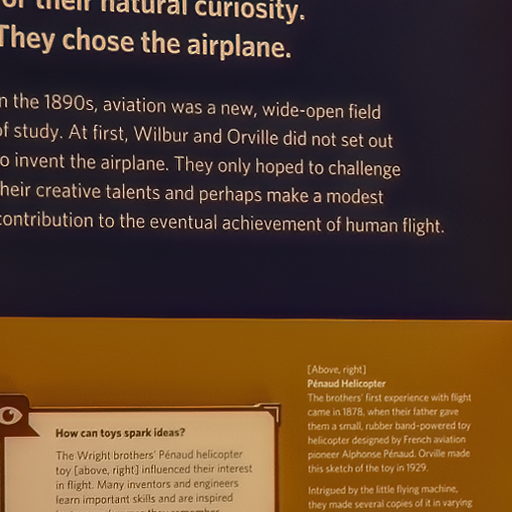 of their natural curiosity.
They chose the airplane.
n the 1890s, aviation was a new, wide-open field
of study. At first, Wilbur and Orville did not set out
o invent the airplane. They only hoped to challenge
heir creative talents and perhaps make a modest
contribution to the eventual achievement of human flight.
[Above, right]
Pénaud Helicopter
The brothers' first experience with flight
came in 1878, when their father gave
them a small, rubber band-powered toy
helicopter designed by French aviation
pioneer Alphonse Pénaud. Orville made
this sketch of the toy in 1929.
Intrigued by the little flying machine,
they made several copies of it in varying
How can toys spark ideas?
The Wright brothers' Pénaud helicopter
toy [above, right] influenced their interest
in flight. Many inventors and engineers
learn important skills and are inspired